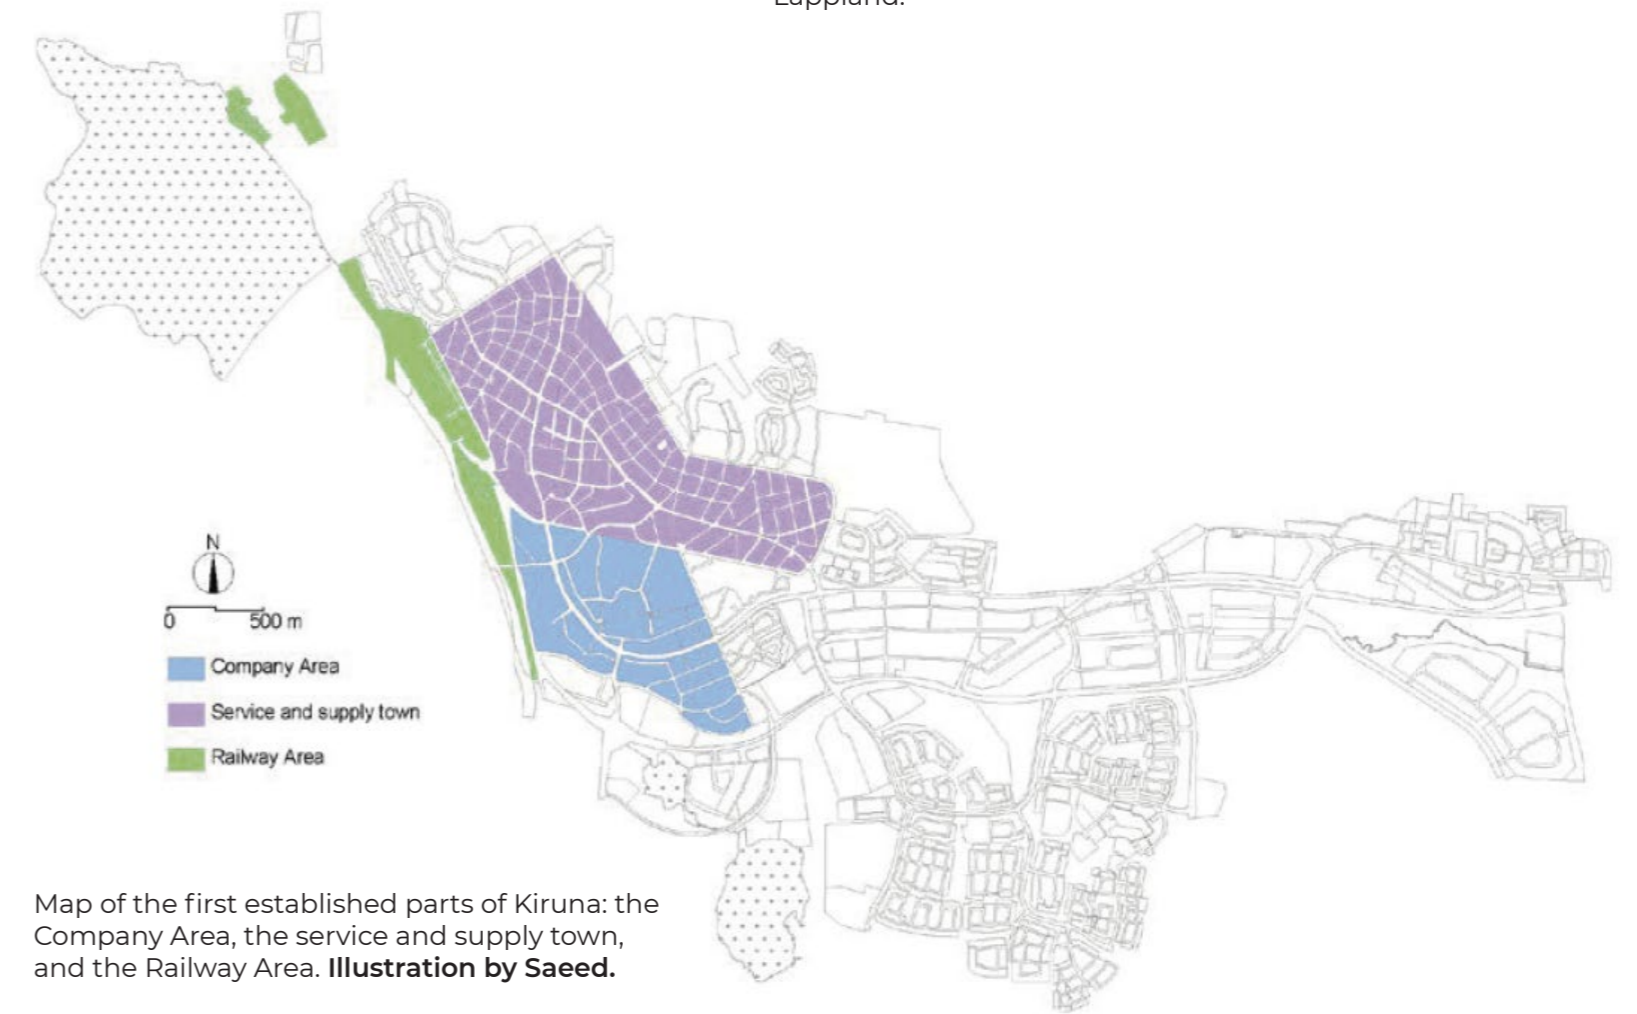 Lappland.
N
0 500 m
Company Area
Service and supply town
Railway Area
Map of the first established parts of Kiruna: the
Company Area, the service and supply town,
and the Railway Area. Illustration by Saeed.